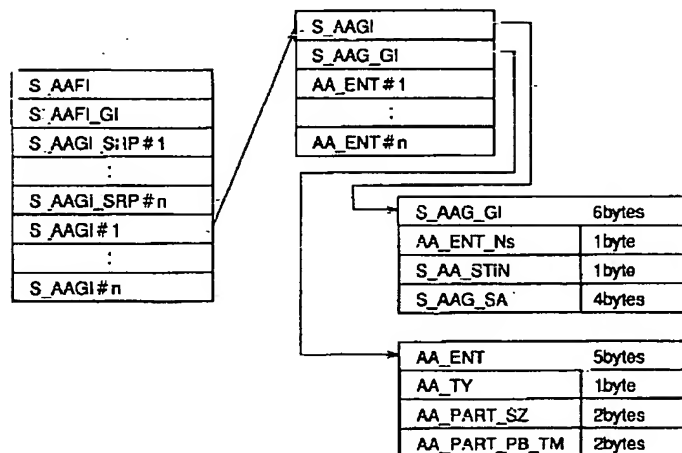 S_AAFI
S_AAFI_GI
S_AAGI_SRP#1
:
S_AAGI_SRP#n
S_AAGI#1
:
S_AAGI#n
S_AAGI
S_AAG_GI
AA_ENT#1
:
AA_ENT#n
S_AAG_GI 6bytes
AA_ENT_Ns 1byte
S_AA_STiN 1byte
S_AAG_SA 4bytes
AA_ENT 5bytes
AA_TY 1byte
AA_PART_SZ 2bytes
AA_PART_PB_TM 2bytes